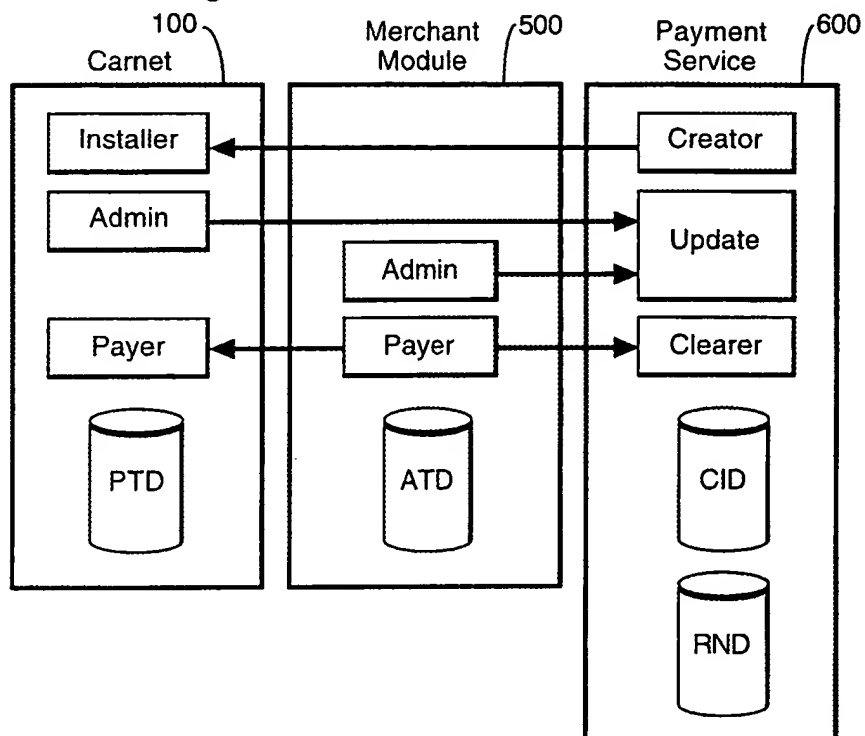 100
Carnet
Merchant
Module
500
Payment
Service
600
Installer
Creator
Admin
Update
Admin
Payer
Payer
Clearer
PTD
ATD
CID
RND